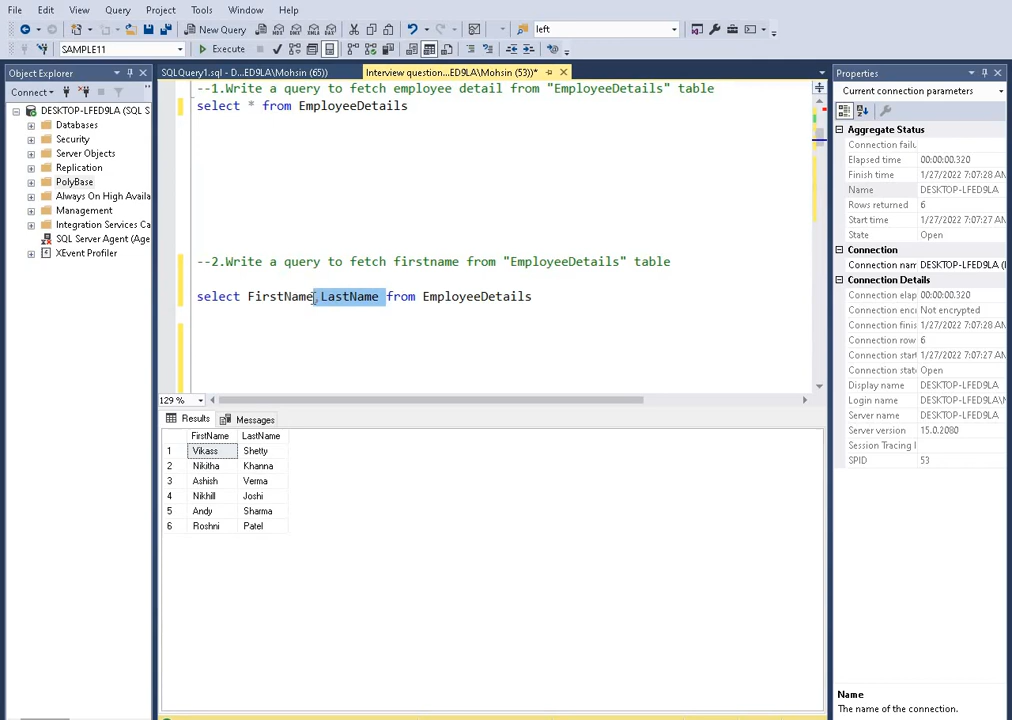 File Edit View Query Project Tools Window Help
New Query left
SAMPLE11 Execute
Object Explorer
Connect
DESKTOP-LFED9LA (SQL S
Databases
Security
Server Objects
Replication
PolyBase
Always On High Availa
Management
Integration Services Ca
SQL Server Agent (Age
XEvent Profiler
SQLQuery1.sql - D...ED9LA\Mohsin (65)) Interview question...ED9LA\Mohsin (53))*
--1.Write a query to fetch employee detail from "EmployeeDetails" table
select * from EmployeeDetails
--2.Write a query to fetch firstname from "EmployeeDetails" table
select FirstName,LastName from EmployeeDetails
129 %
Results Messages
FirstName LastName
1 Vikass Shetty
2 Nikitha Khanna
3 Ashish Verma
4 Nikhill Joshi
5 Andy Sharma
6 Roshni Patel
Properties
Current connection parameters
Aggregate Status
Connection failu
Elapsed time 00:00:00.320
Finish time 1/27/2022 7:07:28 AM
Name DESKTOP-LFED9LA
Rows returned 6
Start time 1/27/2022 7:07:27 AM
State Open
Connection
Connection nam DESKTOP-LFED9LA (
Connection Details
Connection elap 00:00:00.320
Connection encr Not encrypted
Connection finis 1/27/2022 7:07:28 AM
Connection row 6
Connection start 1/27/2022 7:07:27 AM
Connection state Open
Display name DESKTOP-LFED9LA
Login name DESKTOP-LFED9LA\
Server name DESKTOP-LFED9LA
Server version 15.0.2080
Session Tracing I
SPID 53
Name
The name of the connection.